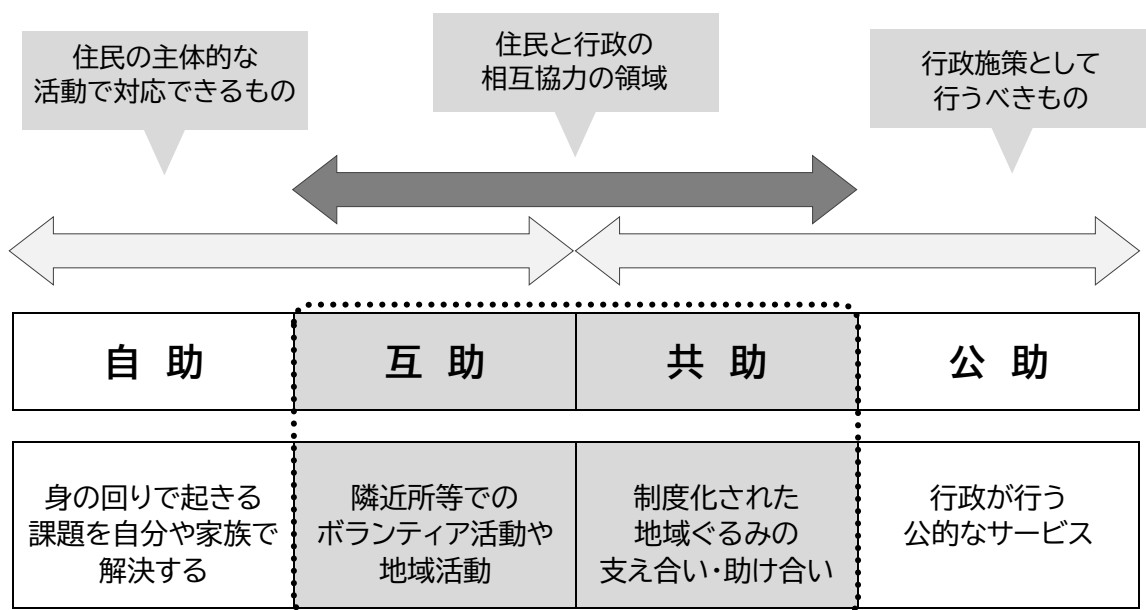 住民の主体的な
活動で対応できるもの
住民と行政の
相互協力の領域
行政施策として
行うべきもの
自 助
互 助
共 助
公 助
身の回りで起きる
課題を自分や家族で
解決する
隣近所等での
ボランティア活動や
地域活動
制度化された
地域ぐるみの
支え合い・助け合い
行政が行う
公的なサービス